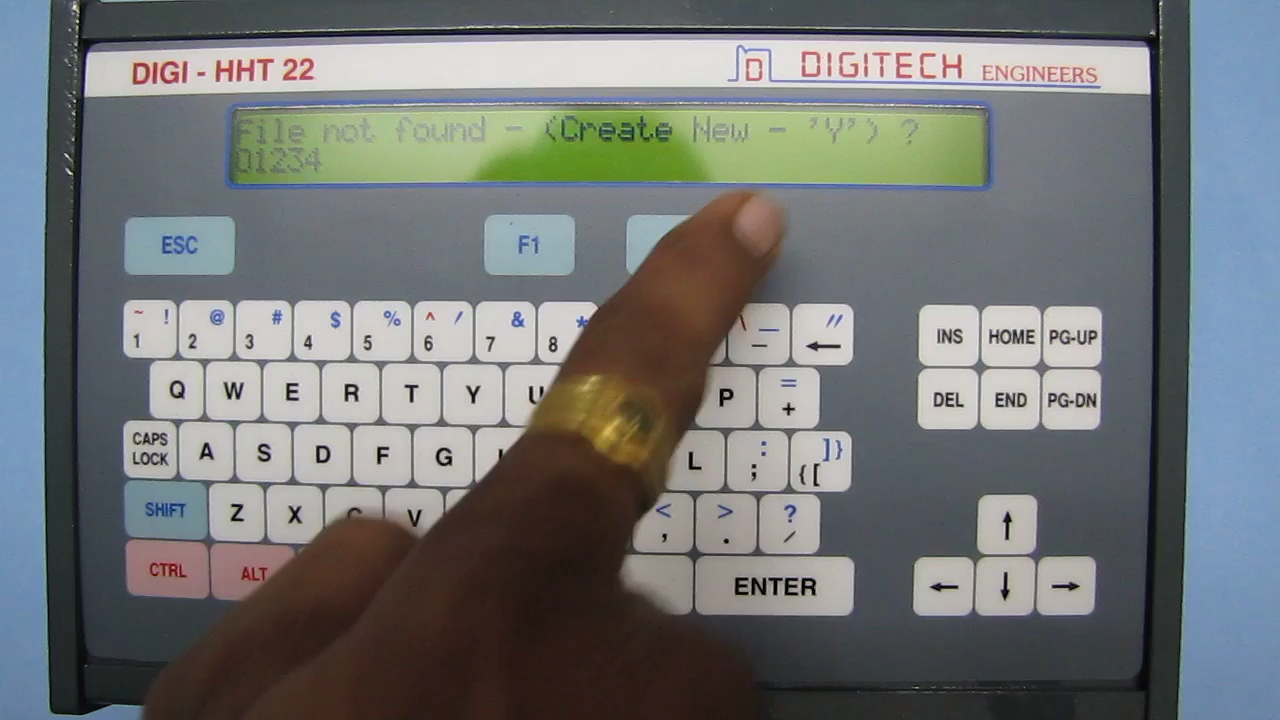 DIGI - HHT 22
DIGITECH ENGINEERS
File not found - (Create New - 'Y') ?
01234
ESC F1
~ ! 1 @ 2 # 3 $ 4 % 5 ^ ' 6 & 7 * 8 \ — – " ←
Q W E R T Y U P = +
CAPS LOCK A S D F G L : ; ]} {[
SHIFT Z X C V < , > . ? /
CTRL ALT ENTER
INS HOME PG-UP
DEL END PG-DN
↑
← ↓ →